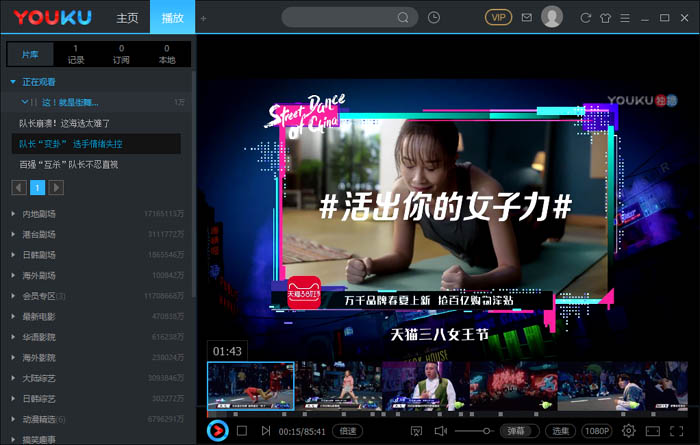 YOUKU 主页 播放 +
VIP
片库 1 0 0
记录 订阅 本地
正在观看
这!就是街舞... 1万
队长崩溃!这海选太难了
队长“变卦” 选手情绪失控
百强“互杀”队长不忍直视
1
内地剧场 17165113万
港台剧场 3111772万
日韩剧场 1865546万
海外剧场 100842万
会员专区(3) 11708668万
最新电影 470838万
华语影院 616238万
海外影院 238024万
大陆综艺 3093846万
日韩综艺 302272万
动漫精选(6) 6796291万
搞笑趣事
YOUKU 独播
Street Dance
of China
#活出你的女子力#
天猫3.8节
万千品牌春夏上新 抢百亿购物津贴
天猫三八女王节
01:43
00:15/85:41 倍速 弹幕 选集 1080P